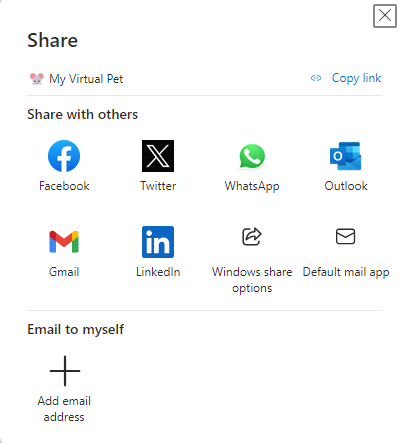 Share
My Virtual Pet
Copy link
Share with others
Facebook
Twitter
WhatsApp
Outlook
Gmail
LinkedIn
Windows share
options
Default mail app
Email to myself
Add email
address